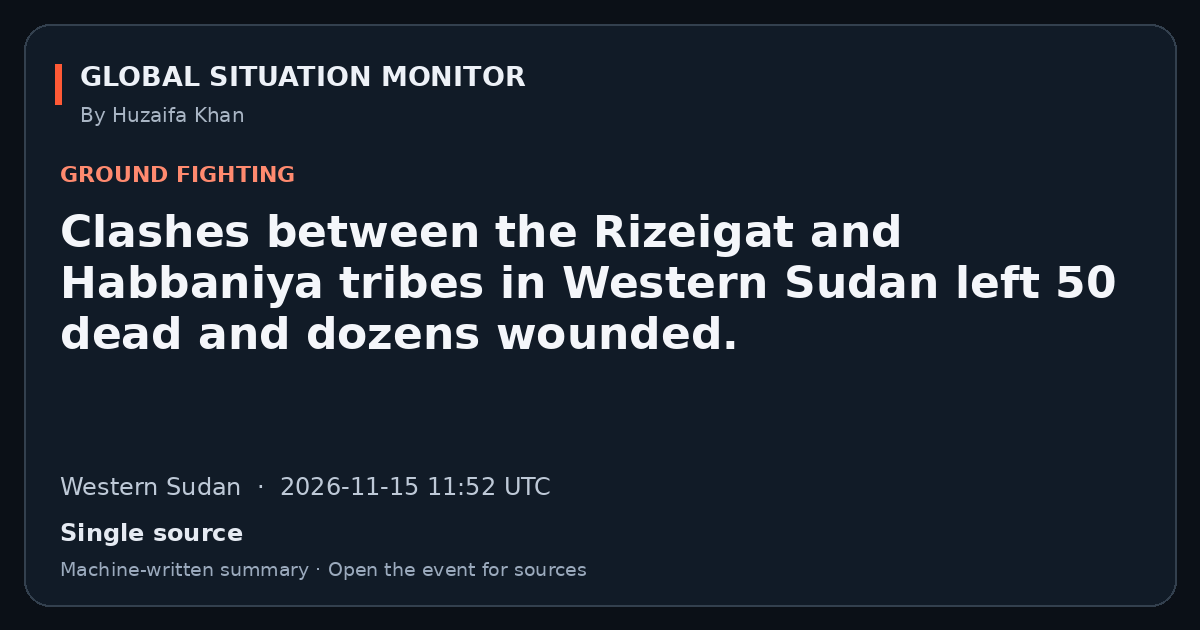 GLOBAL SITUATION MONITOR
By Huzaifa Khan
GROUND FIGHTING
Clashes between the Rizeigat and
Habbaniya tribes in Western Sudan left 50
dead and dozens wounded.
Western Sudan · 2026-11-15 11:52 UTC
Single source
Machine-written summary · Open the event for sources